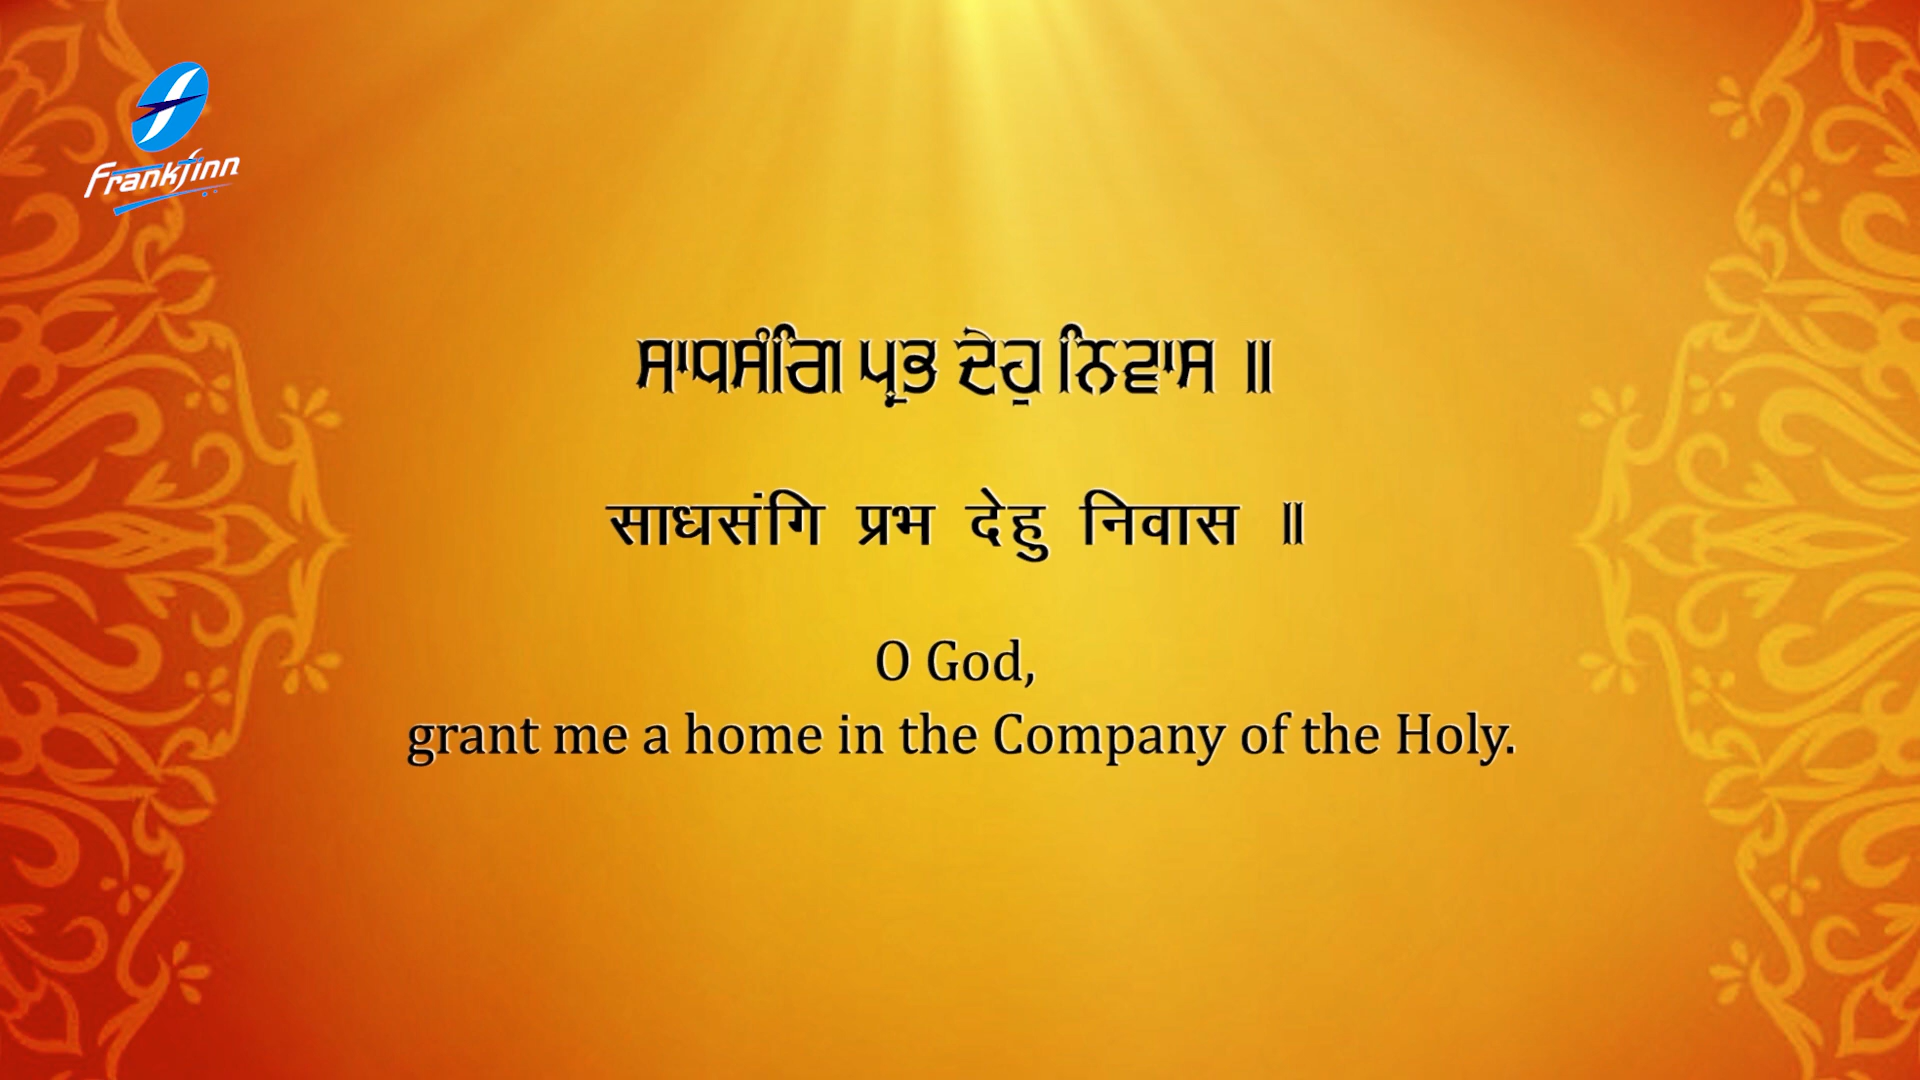 Frankfinn
ਸਾਧਸੰਗਿ ਪ੍ਰਭ ਦੇਹੁ ਨਿਵਾਸ ॥
साधसंगि प्रभ देहु निवास ॥
O God,
grant me a home in the Company of the Holy.